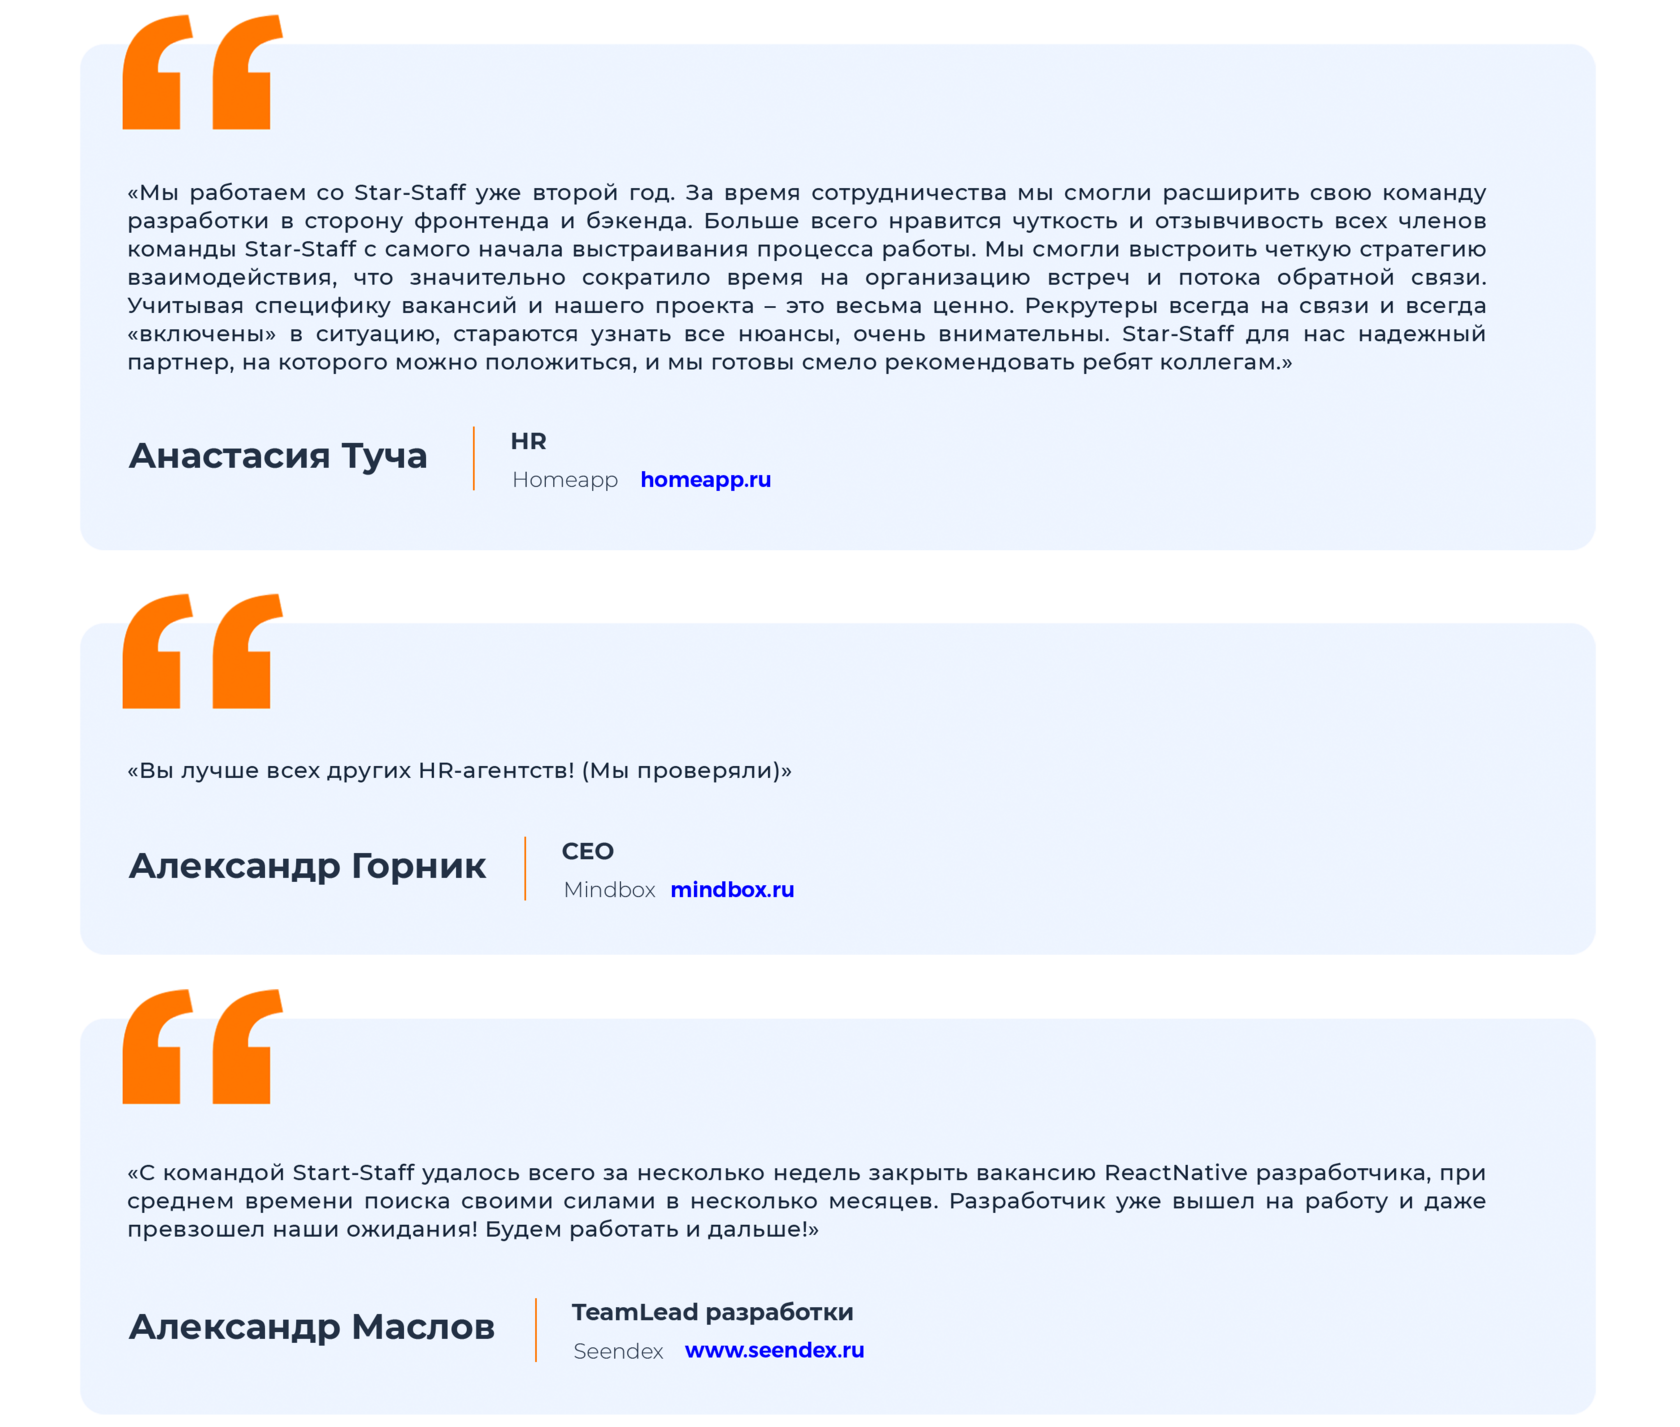 «Мы работаем со Star-Staff уже второй год. За время сотрудничества мы смогли расширить свою команду
разработки в сторону фронтенда и бэкенда. Больше всего нравится чуткость и отзывчивость всех членов
команды Star-Staff с самого начала выстраивания процесса работы. Мы смогли выстроить четкую стратегию
взаимодействия, что значительно сократило время на организацию встреч и потока обратной связи.
Учитывая специфику вакансий и нашего проекта – это весьма ценно. Рекрутеры всегда на связи и всегда
«включены» в ситуацию, стараются узнать все нюансы, очень внимательны. Star-Staff для нас надежный
партнер, на которого можно положиться, и мы готовы смело рекомендовать ребят коллегам.»
Анастасия Туча
HR
Homeapp homeapp.ru
«Вы лучше всех других HR-агентств! (Мы проверяли)»
Александр Горник
CEO
Mindbox mindbox.ru
«С командой Start-Staff удалось всего за несколько недель закрыть вакансию ReactNative разработчика, при
среднем времени поиска своими силами в несколько месяцев. Разработчик уже вышел на работу и даже
превзошел наши ожидания! Будем работать и дальше!»
Александр Маслов
TeamLead разработки
Seendex www.seendex.ru